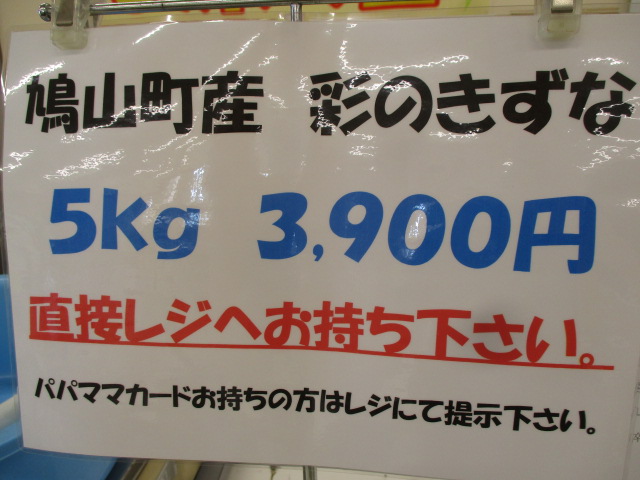 鳩山町産 彩のきずな
5kg 3,900円
直接レジへお持ち下さい。
パパママカードお持ちの方はレジにて提示下さい。